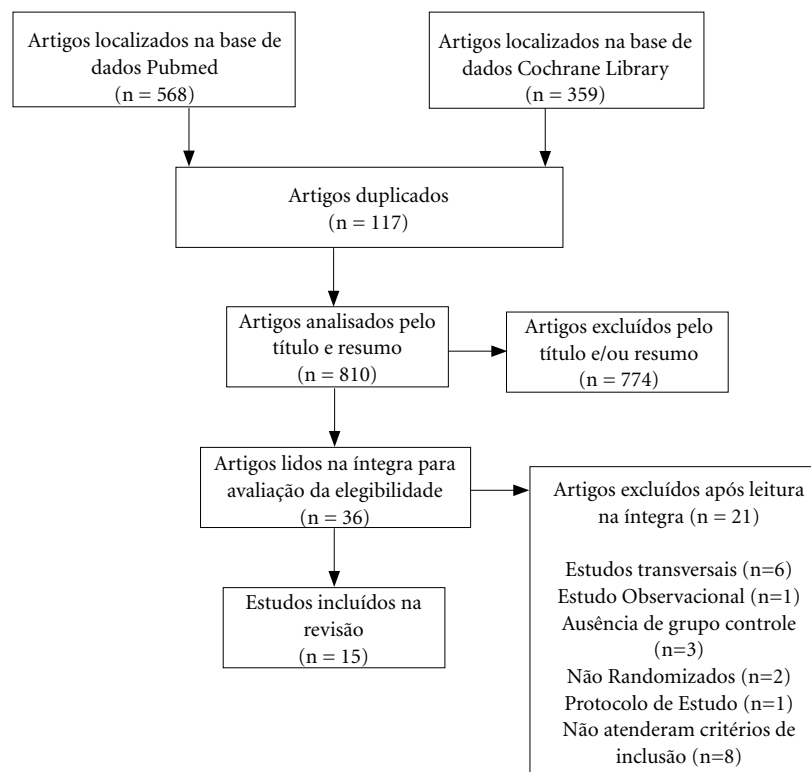 Artigos localizados na base de
dados Pubmed
(n = 568)
Artigos localizados na base de
dados Cochrane Library
(n = 359)
Artigos duplicados
(n = 117)
Artigos analisados pelo
título e resumo
(n = 810)
Artigos excluídos pelo
título e/ou resumo
(n = 774)
Artigos lidos na íntegra para
avaliação da elegibilidade
(n = 36)
Artigos excluídos após leitura
na íntegra (n = 21)
Estudos transversais (n=6)
Estudo Observacional (n=1)
Ausência de grupo controle
(n=3)
Não Randomizados (n=2)
Protocolo de Estudo (n=1)
Não atenderam critérios de
inclusão (n=8)
Estudos incluídos na
revisão
(n = 15)